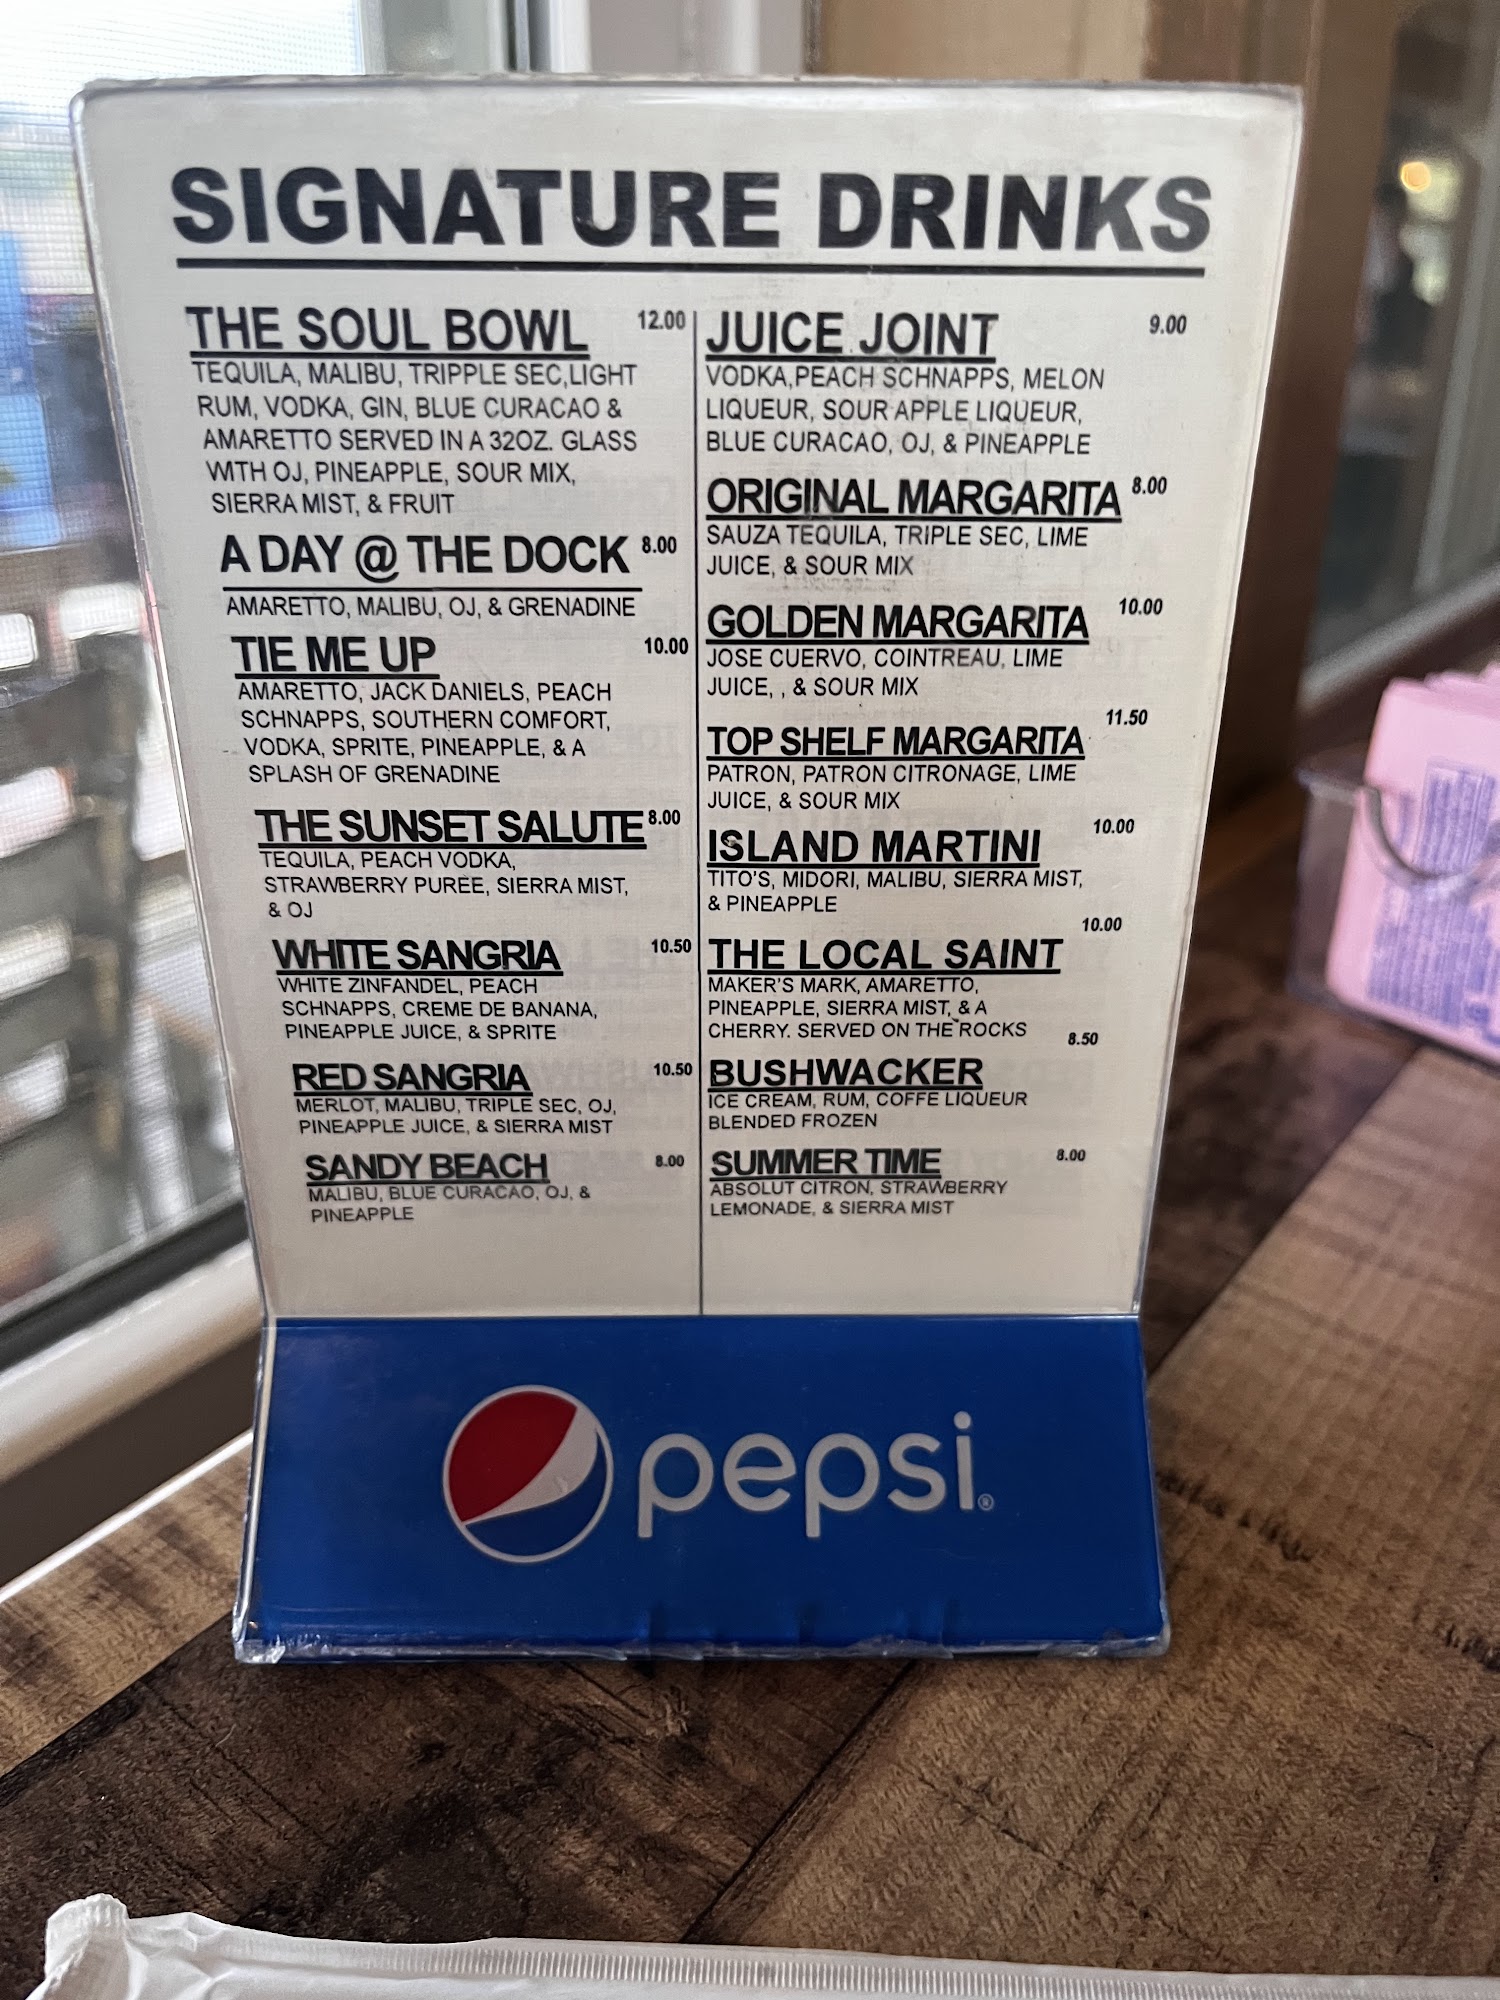 SIGNATURE DRINKS
THE SOUL BOWL 12.00
TEQUILA, MALIBU, TRIPPLE SEC,LIGHT
RUM, VODKA, GIN, BLUE CURACAO &
AMARETTO SERVED IN A 32OZ. GLASS
WITH OJ, PINEAPPLE, SOUR MIX,
SIERRA MIST, & FRUIT
A DAY @ THE DOCK 8.00
AMARETTO, MALIBU, OJ, & GRENADINE
TIE ME UP 10.00
AMARETTO, JACK DANIELS, PEACH
SCHNAPPS, SOUTHERN COMFORT,
VODKA, SPRITE, PINEAPPLE, & A
SPLASH OF GRENADINE
THE SUNSET SALUTE 8.00
TEQUILA, PEACH VODKA,
STRAWBERRY PUREE, SIERRA MIST,
& OJ
WHITE SANGRIA 10.50
WHITE ZINFANDEL, PEACH
SCHNAPPS, CREME DE BANANA,
PINEAPPLE JUICE, & SPRITE
RED SANGRIA 10.50
MERLOT, MALIBU, TRIPLE SEC, OJ,
PINEAPPLE JUICE, & SIERRA MIST
SANDY BEACH 8.00
MALIBU, BLUE CURACAO, OJ, &
PINEAPPLE
JUICE JOINT 9.00
VODKA,PEACH SCHNAPPS, MELON
LIQUEUR, SOUR APPLE LIQUEUR,
BLUE CURACAO, OJ, & PINEAPPLE
ORIGINAL MARGARITA 8.00
SAUZA TEQUILA, TRIPLE SEC, LIME
JUICE, & SOUR MIX
GOLDEN MARGARITA 10.00
JOSE CUERVO, COINTREAU, LIME
JUICE, , & SOUR MIX
TOP SHELF MARGARITA 11.50
PATRON, PATRON CITRONAGE, LIME
JUICE, & SOUR MIX
ISLAND MARTINI 10.00
TITO'S, MIDORI, MALIBU, SIERRA MIST,
& PINEAPPLE
THE LOCAL SAINT 10.00
MAKER'S MARK, AMARETTO,
PINEAPPLE, SIERRA MIST, & A
CHERRY. SERVED ON THE ROCKS
BUSHWACKER 8.50
ICE CREAM, RUM, COFFE LIQUEUR
BLENDED FROZEN
SUMMER TIME 8.00
ABSOLUT CITRON, STRAWBERRY
LEMONADE, & SIERRA MIST
pepsi®